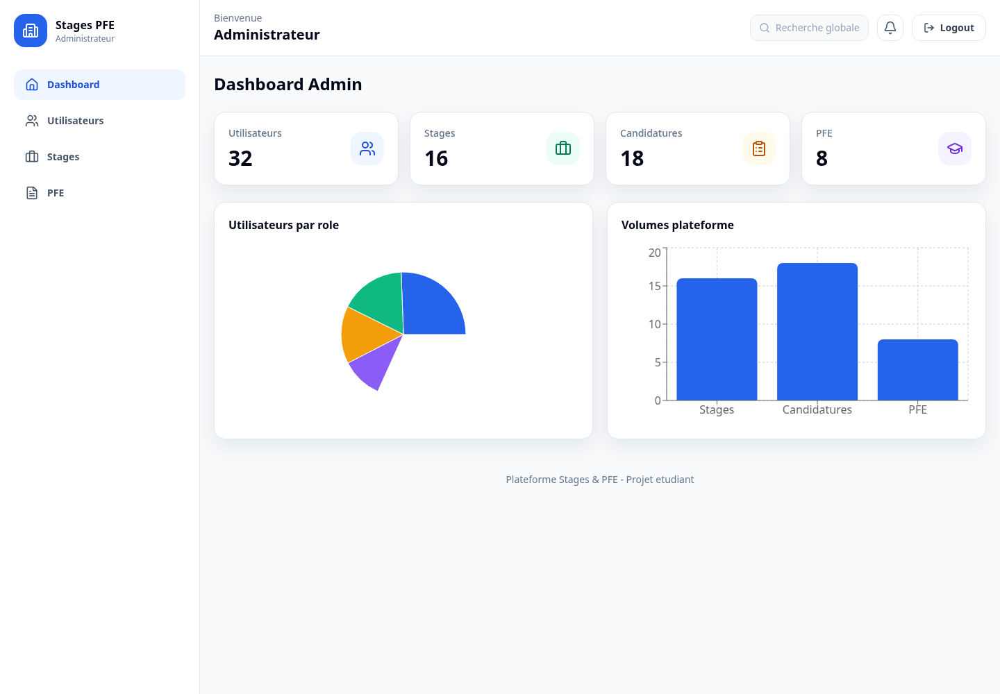 Stages PFE
Administrateur
Dashboard
Utilisateurs
Stages
PFE
Bienvenue
Administrateur
Recherche globale
Logout
Dashboard Admin
Utilisateurs
32
Stages
16
Candidatures
18
PFE
8
Utilisateurs par role
Volumes plateforme
20
15
10
5
0
Stages
Candidatures
PFE
Plateforme Stages & PFE - Projet etudiant